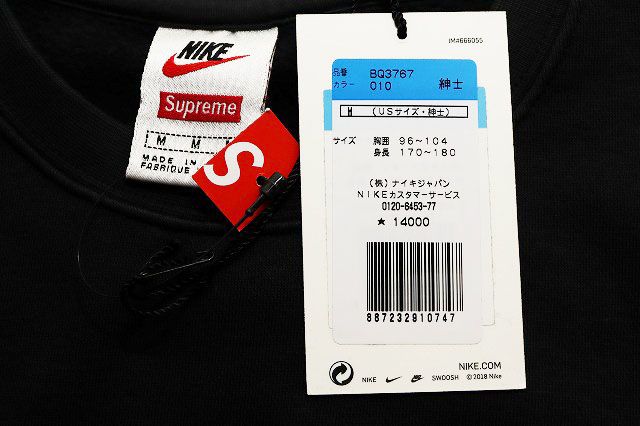 NIKE
Supreme
M M
MADE IN
FABRIQUÉ
S
JM#666055
品番 BQ3767
カラー 010 紳士
M (USサイズ・紳士)
サイズ 胸囲 96~104
身長 170~180
(株)ナイキジャパン
NIKEカスタマーサービス
0120-6453-77
★ 14000
887232910747
NIKE.COM
NIKE SWOOSH © 2018 Nike